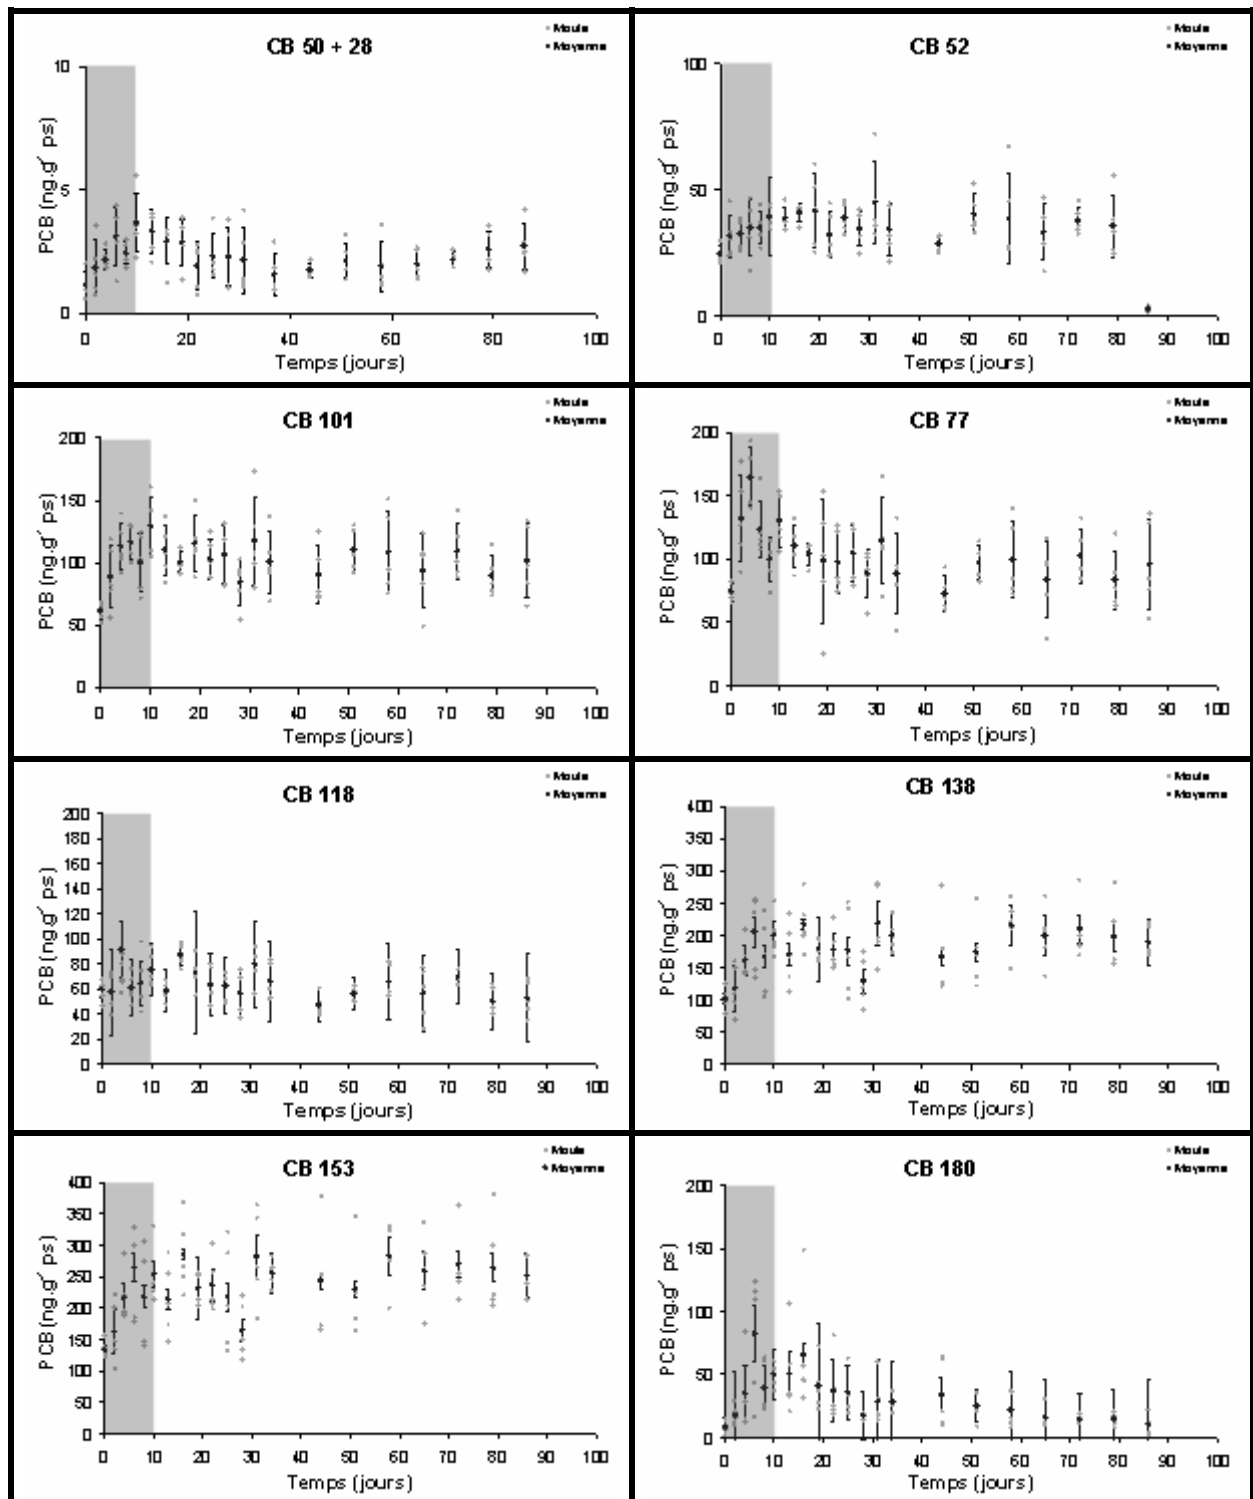 CB 50 + 28
Moule
Moyenne
PCB (ng.g⁻ ps)
10
5
0
0 20 40 60 80 100
Temps (jours)
CB 52
Moule
Moyenne
PCB (ng.g⁻ ps)
100
50
0
0 10 20 30 40 50 60 70 80 90 100
Temps (jours)
CB 101
Moule
Moyenne
PCB (ng.g⁻ ps)
200
150
100
50
0
0 10 20 30 40 50 60 70 80 90 100
Temps (jours)
CB 77
Moule
Moyenne
PCB (ng.g⁻ ps)
200
150
100
50
0
0 10 20 30 40 50 60 70 80 90 100
Temps (jours)
CB 118
Moule
Moyenne
PCB (ng.g⁻ ps)
200
180
160
140
120
100
80
60
40
20
0
0 10 20 30 40 50 60 70 80 90 100
Temps (jours)
CB 138
Moule
Moyenne
PCB (ng.g⁻ ps)
400
350
300
250
200
150
100
50
0
0 10 20 30 40 50 60 70 80 90 100
Temps (jours)
CB 153
Moule
Moyenne
PCB (ng.g⁻ ps)
400
350
300
250
200
150
100
50
0
0 10 20 30 40 50 60 70 80 90 100
Temps (jours)
CB 180
Moule
Moyenne
PCB (ng.g⁻ ps)
200
150
100
50
0
0 10 20 30 40 50 60 70 80 90 100
Temps (jours)